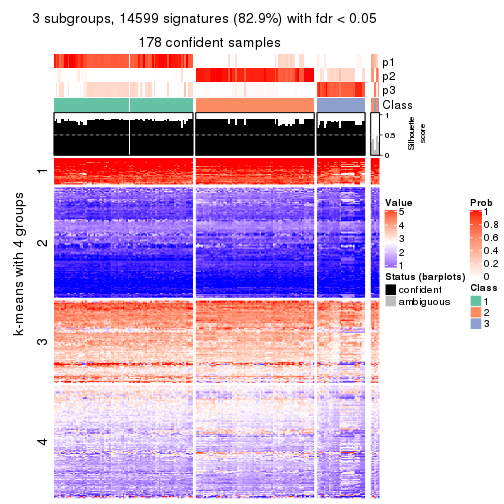 3 subgroups, 14599 signatures (82.9%) with fdr < 0.05
178 confident samples
p1
p2
p3
Class
1
0.5
0
Silhouette
score
k-means with 4 groups
1
2
3
4
Value
5
4
3
2
1
Status (barplots)
confident
ambiguous
Prob
1
0.8
0.6
0.4
0.2
0
Class
1
2
3